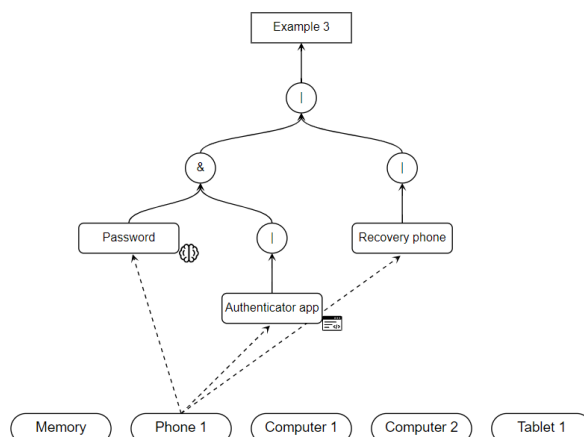 Example 3
|
&
|
Password
|
Recovery phone
Authenticator app
Memory
Phone 1
Computer 1
Computer 2
Tablet 1